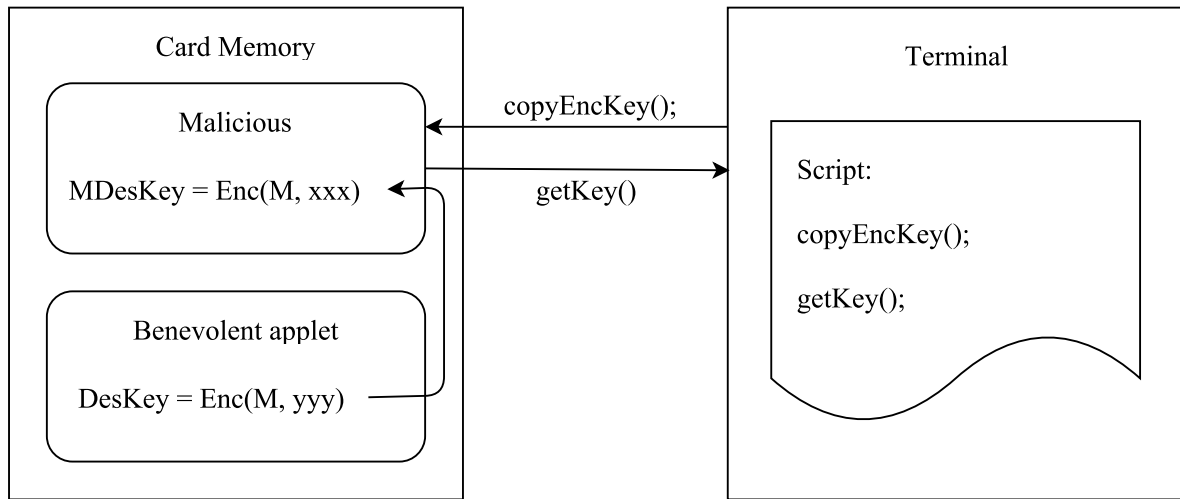 Card Memory
Malicious
MDesKey = Enc(M, xxx)
Benevolent applet
DesKey = Enc(M, yyy)
copyEncKey();
getKey()
Terminal
Script:
copyEncKey();
getKey();